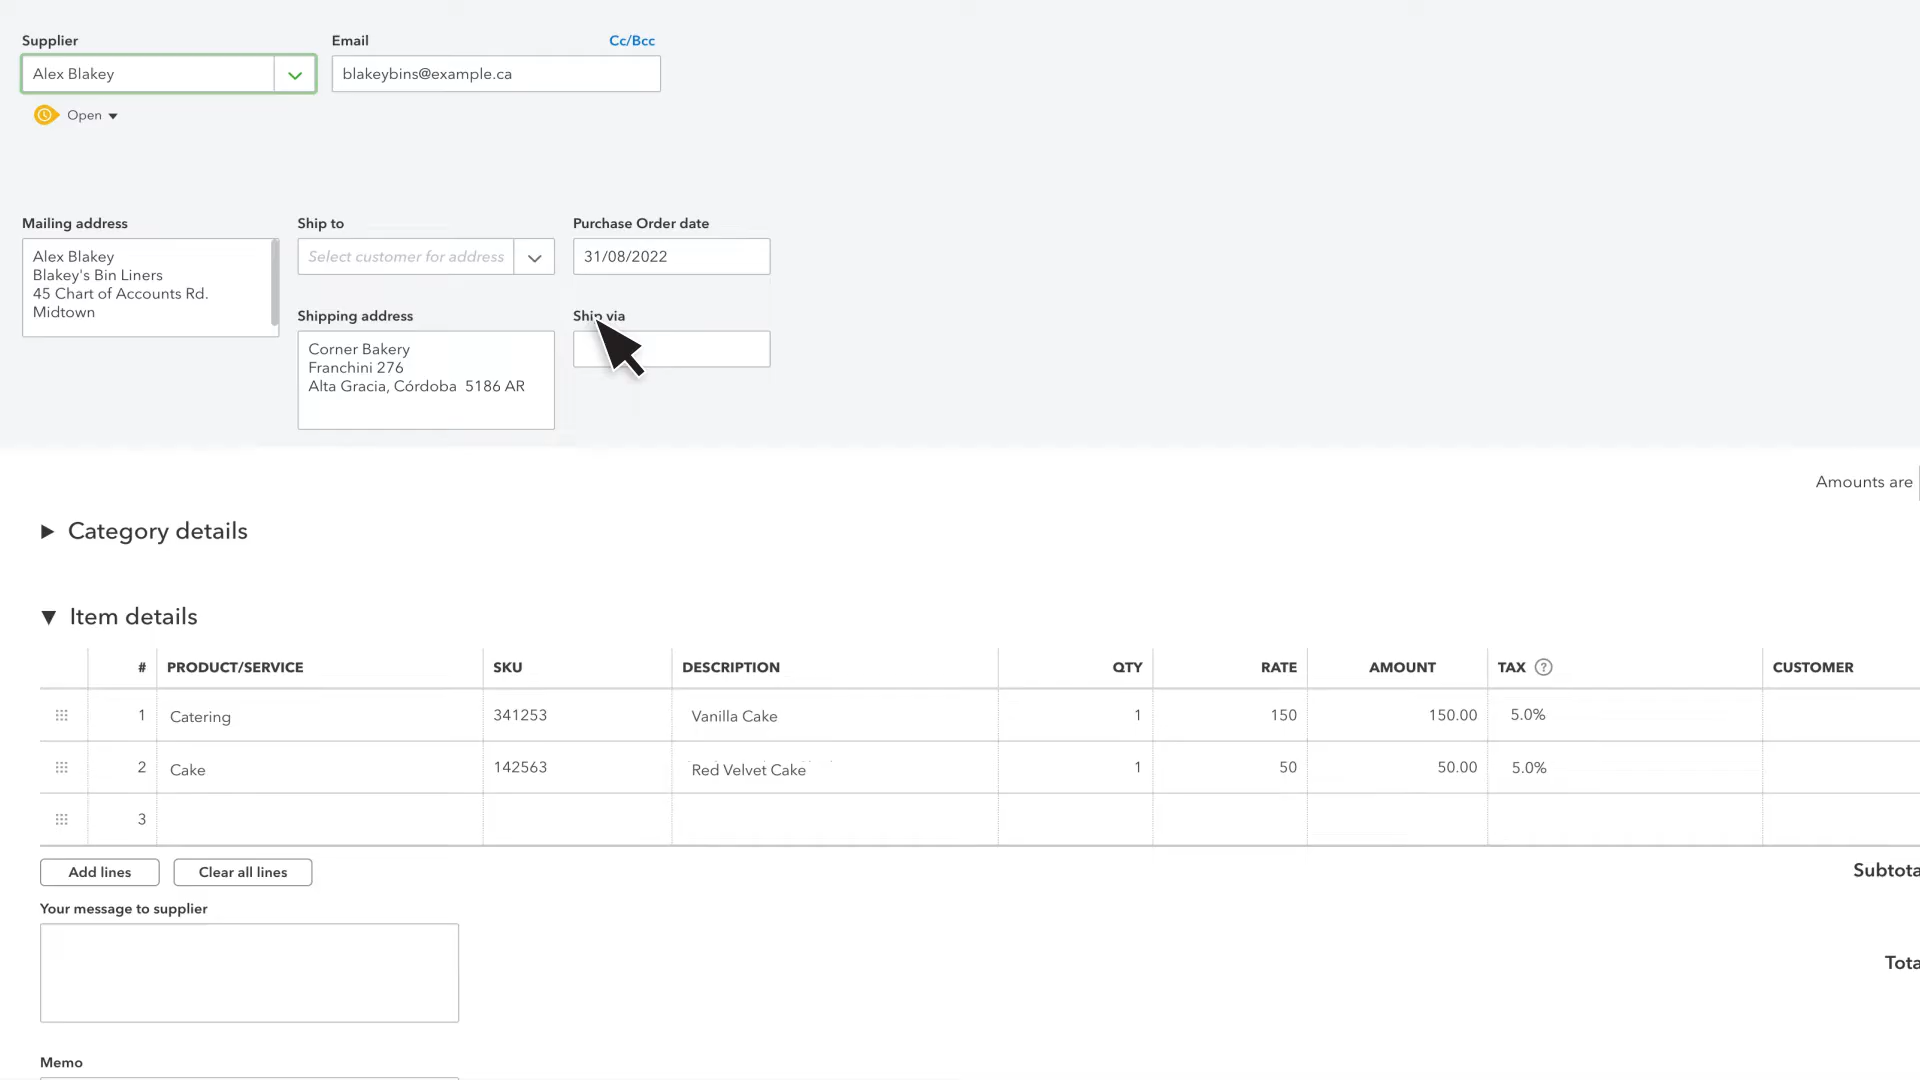 Supplier
Email
Cc/Bcc
Alex Blakey
blakeybins@example.ca
Open
Mailing address
Ship to
Purchase Order date
Alex Blakey
Blakey's Bin Liners
45 Chart of Accounts Rd.
Midtown
Select customer for address
31/08/2022
Shipping address
Ship via
Corner Bakery
Franchini 276
Alta Gracia, Córdoba 5186 AR
Amounts are
Category details
Item details
# PRODUCT/SERVICE SKU DESCRIPTION QTY RATE AMOUNT TAX ? CUSTOMER
1 Catering 341253 Vanilla Cake 1 150 150.00 5.0%
2 Cake 142563 Red Velvet Cake 1 50 50.00 5.0%
3
Add lines
Clear all lines
Subtota
Your message to supplier
Tota
Memo